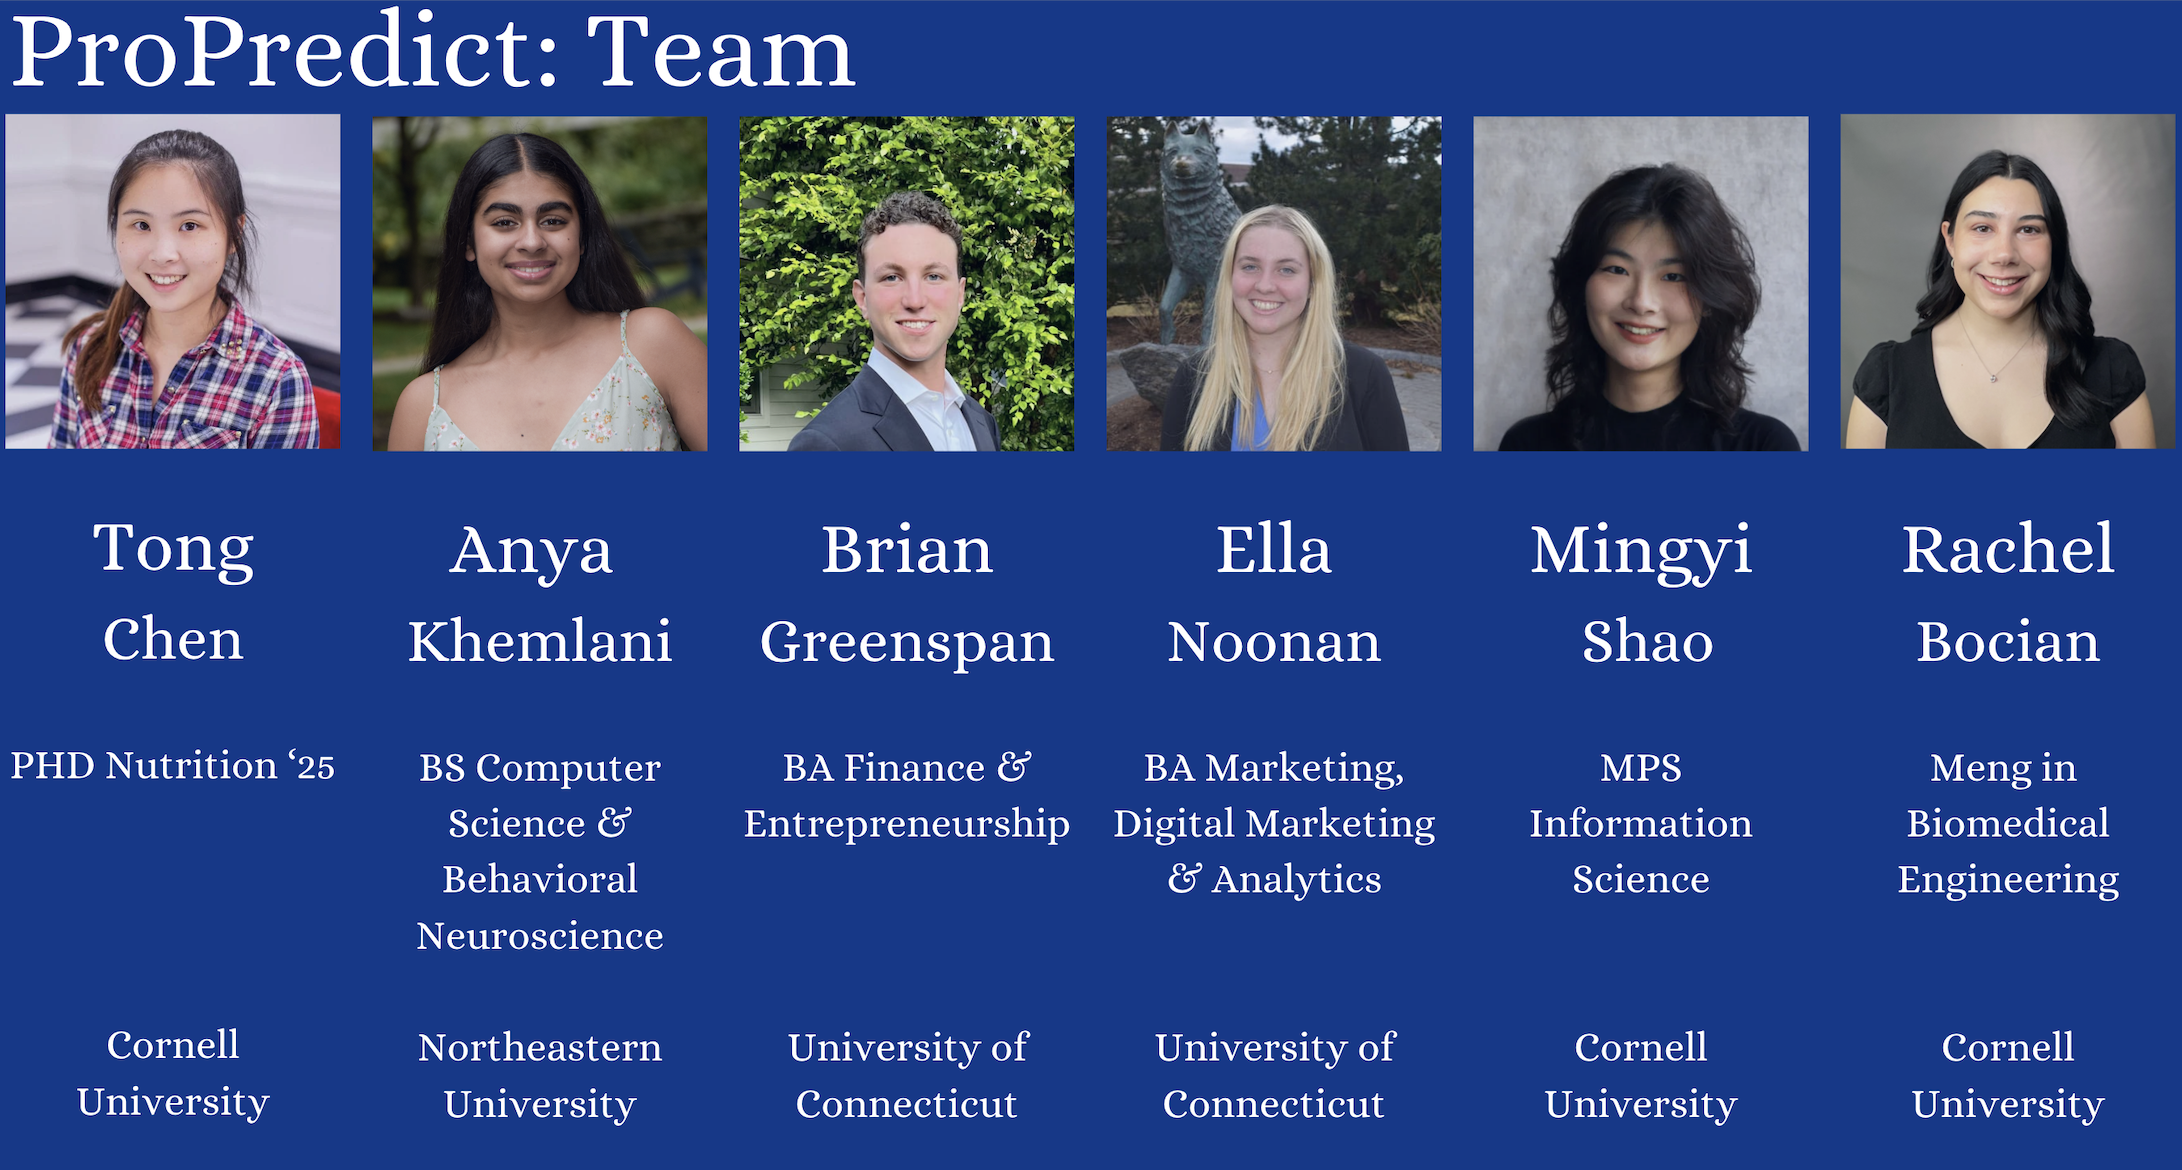 ProPredict: Team
Tong
Chen
PHD Nutrition ‘25
Cornell
University
Anya
Khemlani
BS Computer
Science &
Behavioral
Neuroscience
Northeastern
University
Brian
Greenspan
BA Finance &
Entrepreneurship
University of
Connecticut
Ella
Noonan
BA Marketing,
Digital Marketing
& Analytics
University of
Connecticut
Mingyi
Shao
MPS
Information
Science
Cornell
University
Rachel
Bocian
Meng in
Biomedical
Engineering
Cornell
University